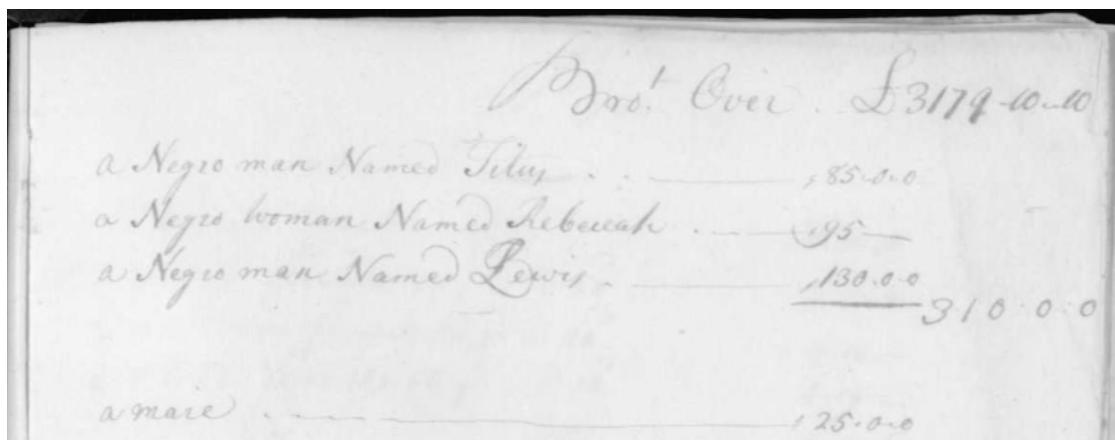 Bro.t Over . £3179-10-10
a Negro man Named Titus . . 85.0.0
a Negro woman Named Rebeccah . 95
a Negro man Named Lewis . 130.0.0
310.0.0
a mare 25.0.0